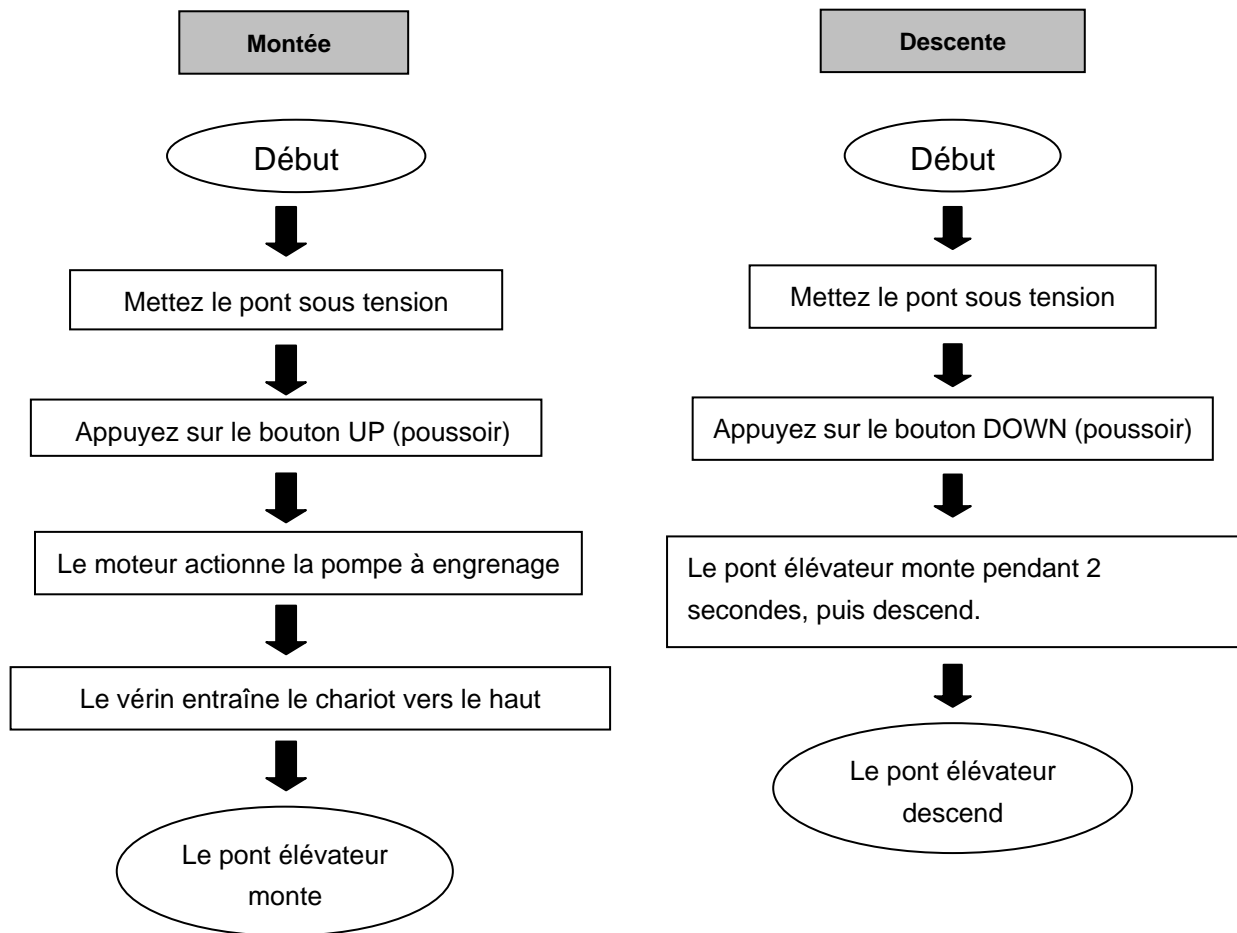 Montée
Début
Mettez le pont sous tension
Appuyez sur le bouton UP (poussoir)
Le moteur actionne la pompe à engrenage
Le vérin entraîne le chariot vers le haut
Le pont élévateur
monte
Descente
Début
Mettez le pont sous tension
Appuyez sur le bouton DOWN (poussoir)
Le pont élévateur monte pendant 2
secondes, puis descend.
Le pont élévateur
descend